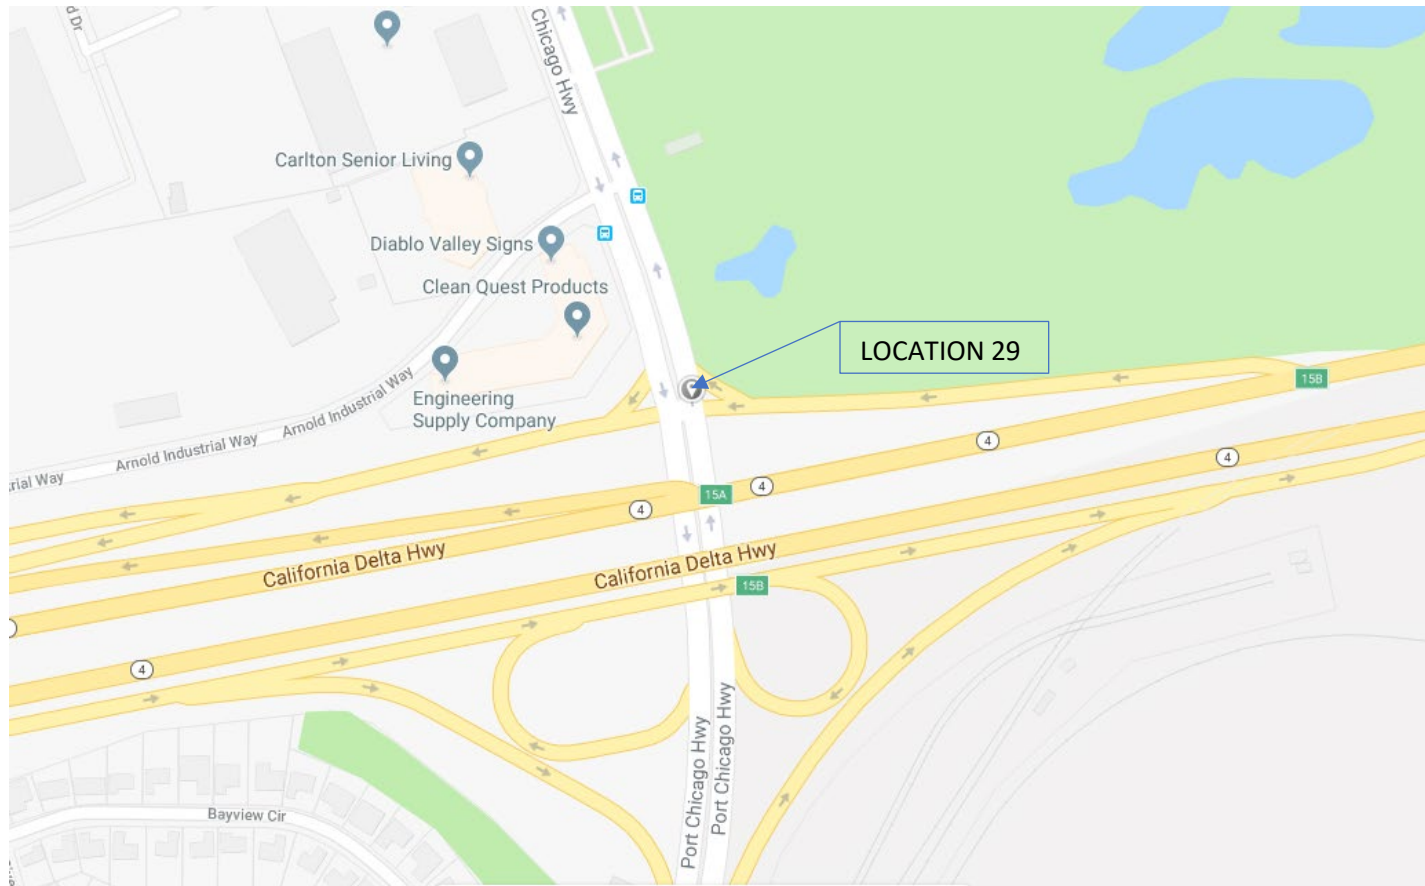 d Dr
Chicago Hwy
Carlton Senior Living
Diablo Valley Signs
Clean Quest Products
LOCATION 29
15B
Engineering
Supply Company
Arnold Industrial Way
Arnold Industrial Way
rial Way
4
4
4
4
15A
California Delta Hwy
California Delta Hwy
15B
4
Port Chicago Hwy
Port Chicago Hwy
Bayview Cir